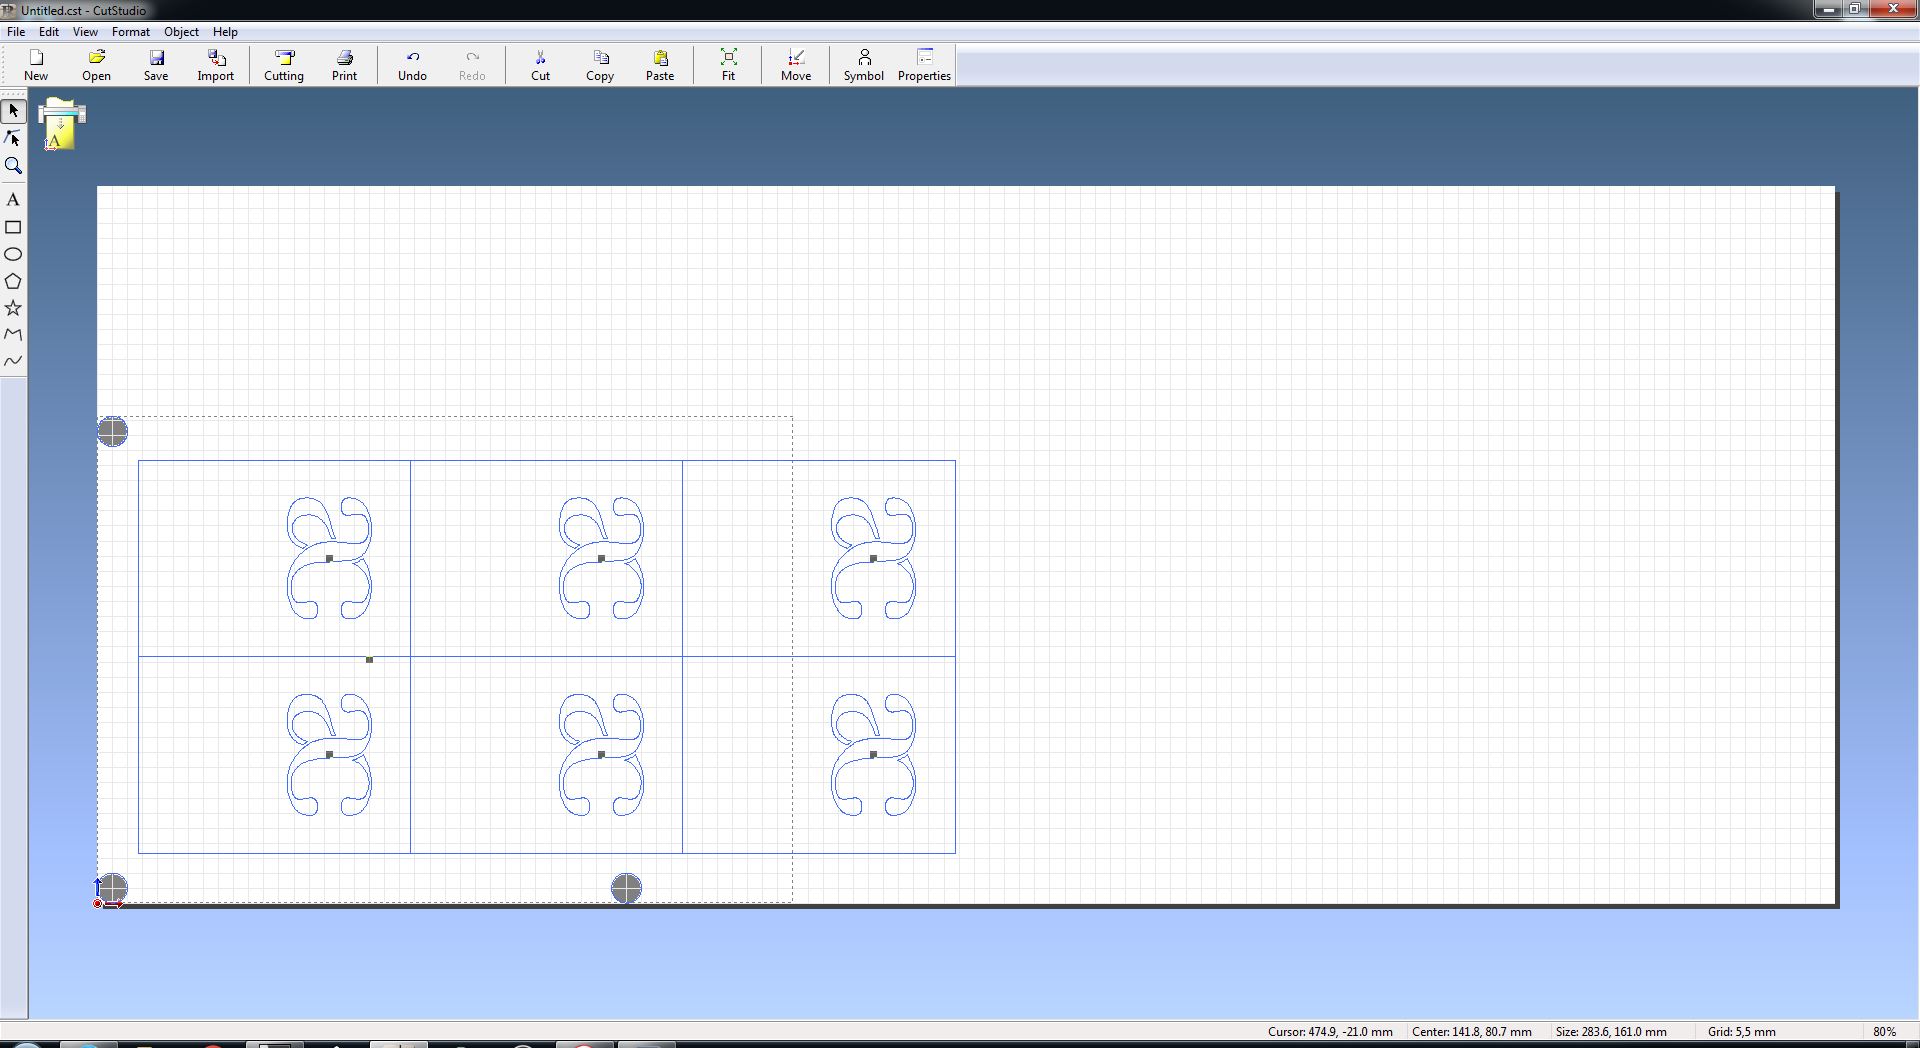 Untitled.cst - CutStudio
File Edit View Format Object Help
New Open Save Import Cutting Print Undo Redo Cut Copy Paste Fit Move Symbol Properties
A
A
Cursor: 474.9, -21.0 mm Center: 141.8, 80.7 mm Size: 283.6, 161.0 mm Grid: 5,5 mm 80%